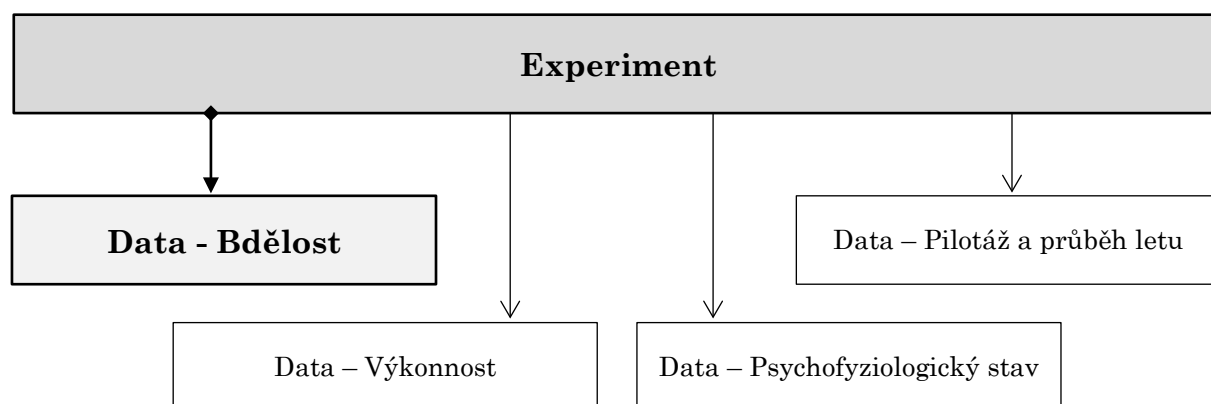 Experiment
Data - Bdělost
Data – Pilotáž a průběh letu
Data – Výkonnost
Data – Psychofyziologický stav